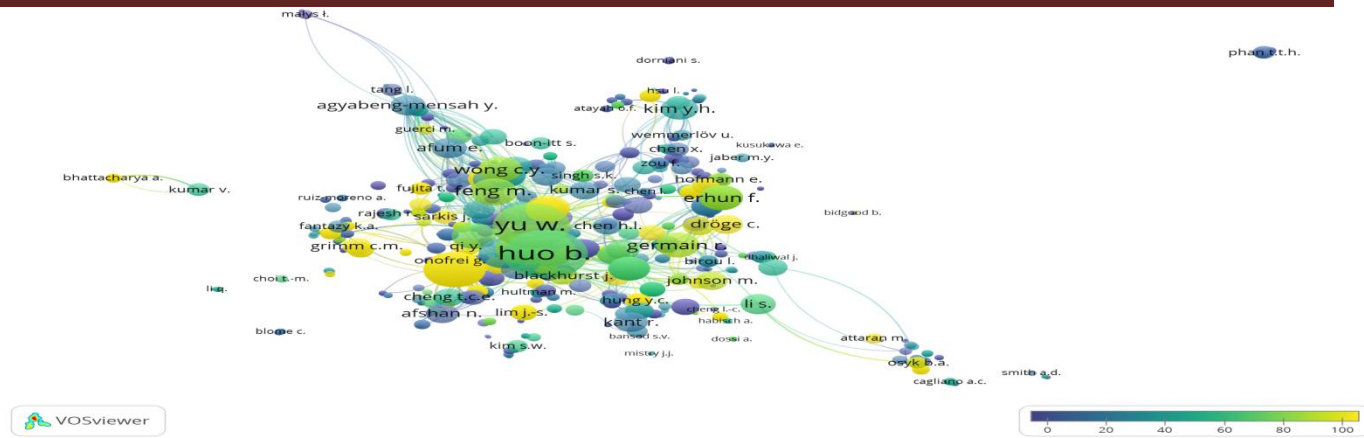 małys ł.
phan t.t.h.
dorniani s.
tang l.
hsu l.
agyabeng-mensah y.
atayah o.f.
kim y.h.
guerci m.
wemmerlöv u.
afum e.
boon-itt s.
chen x.
kusukawa e.
zou f.
jaber m.y.
bhattacharya a.
wong c.y.
singh s.k.
hofmann e.
kumar v.
fujita t.
feng m.
kumar s.
chen l.
ruiz-moreno a.
erhun f.
rajesh r.
sarkis j.
bidgood b.
fantazy k.a.
yu w.
chen h.l.
dröge c.
grimm c.m.
qi y.
germain r.
onofrei g.
huo b.
birou l.
dhaliwal j.
choi t.-m.
blackhurst j.
johnson m.
li q.
hultman m.
cheng t.c.e.
hung y.c.
li s.
afshan n.
lim j.-s.
cheng l.-c.
kant r.
habisch a.
blome c.
bansod s.v.
dossi a.
attaran m.
kim s.w.
mistry j.j.
osyk b.a.
smith a.d.
cagliano a.c.
VOSviewer
0 20 40 60 80 100